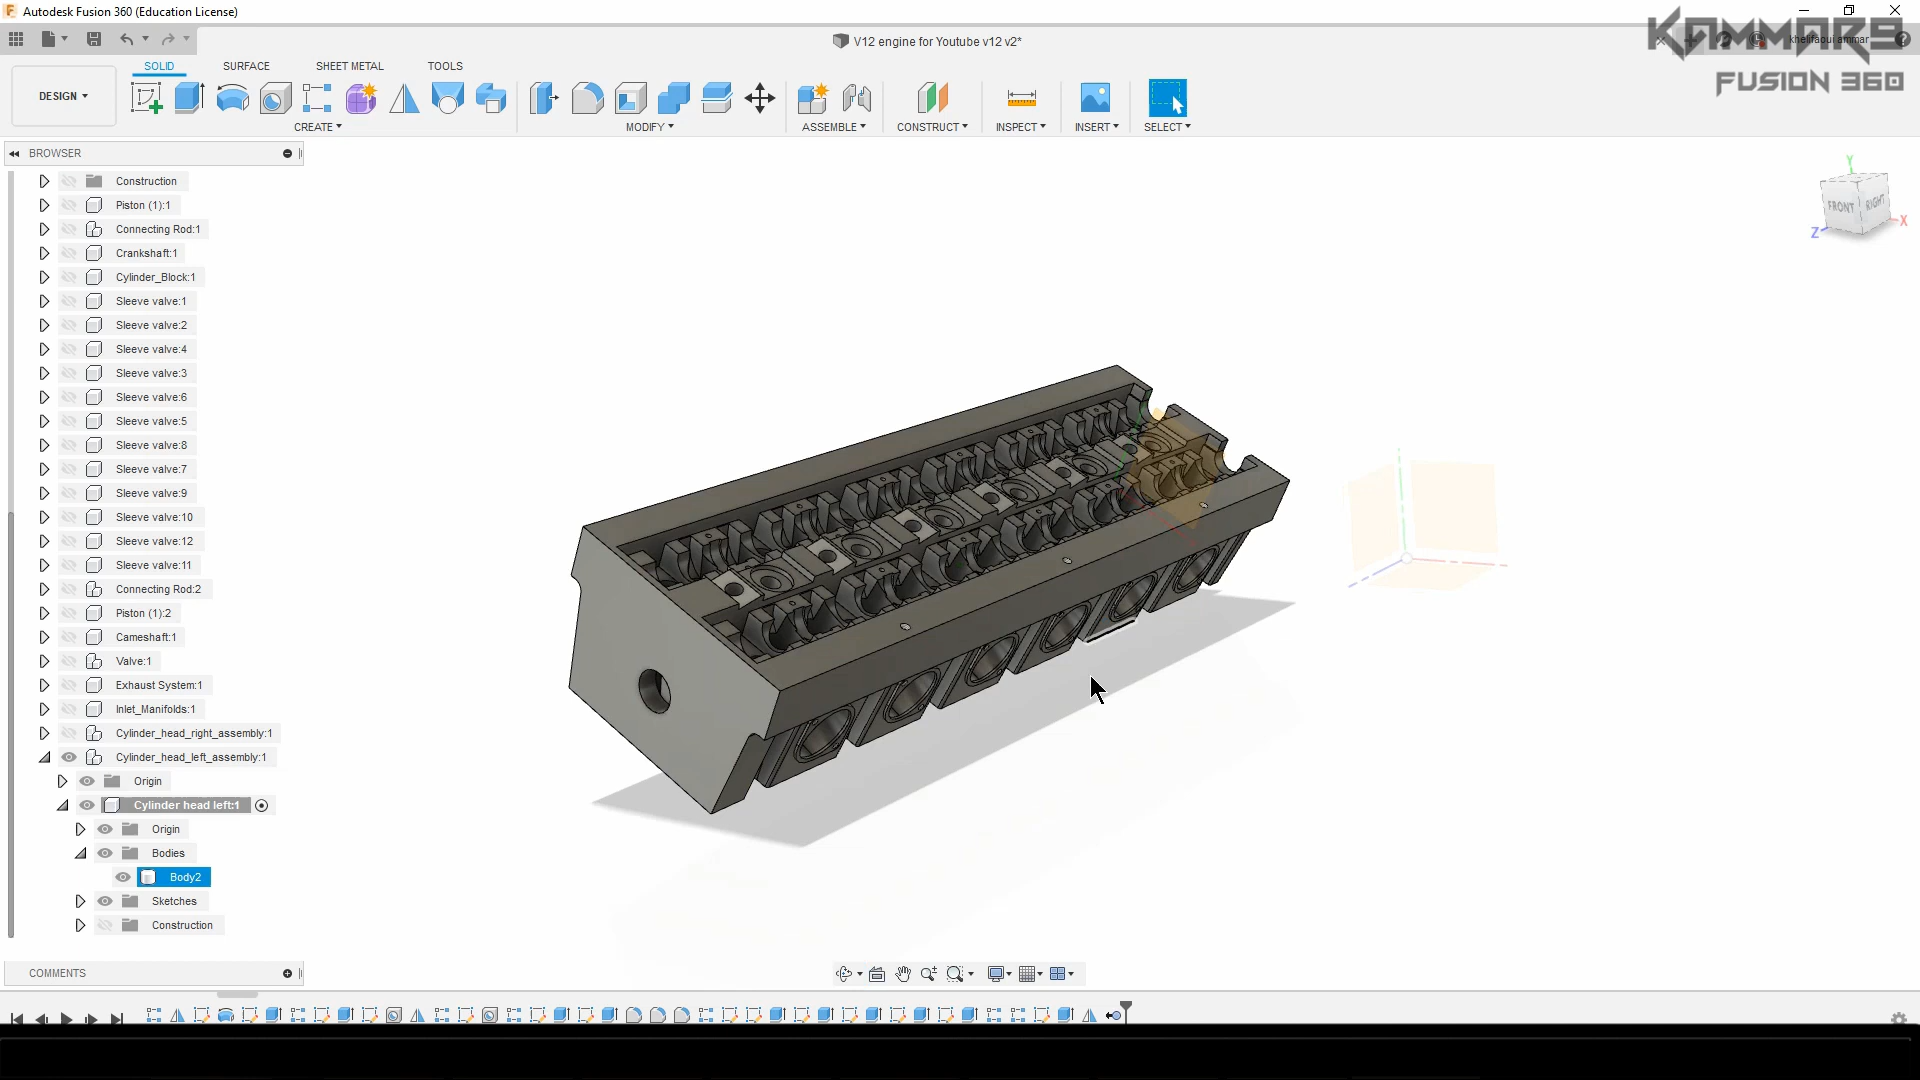 Autodesk Fusion 360 (Education License)
V12 engine for Youtube v12 v2*
khelifaoui ammar
KAMMAR9
FUSION 360
SOLID SURFACE SHEET METAL TOOLS
DESIGN
CREATE MODIFY ASSEMBLE CONSTRUCT INSPECT INSERT SELECT
BROWSER
Construction
Piston (1):1
Connecting Rod:1
Crankshaft:1
Cylinder_Block:1
Sleeve valve:1
Sleeve valve:2
Sleeve valve:4
Sleeve valve:3
Sleeve valve:6
Sleeve valve:5
Sleeve valve:8
Sleeve valve:7
Sleeve valve:9
Sleeve valve:10
Sleeve valve:12
Sleeve valve:11
Connecting Rod:2
Piston (1):2
Cameshaft:1
Valve:1
Exhaust System:1
Inlet_Manifolds:1
Cylinder_head_right_assembly:1
Cylinder_head_left_assembly:1
Origin
Cylinder head left:1
Origin
Bodies
Body2
Sketches
Construction
COMMENTS
Y
FRONT RIGHT
X
Z